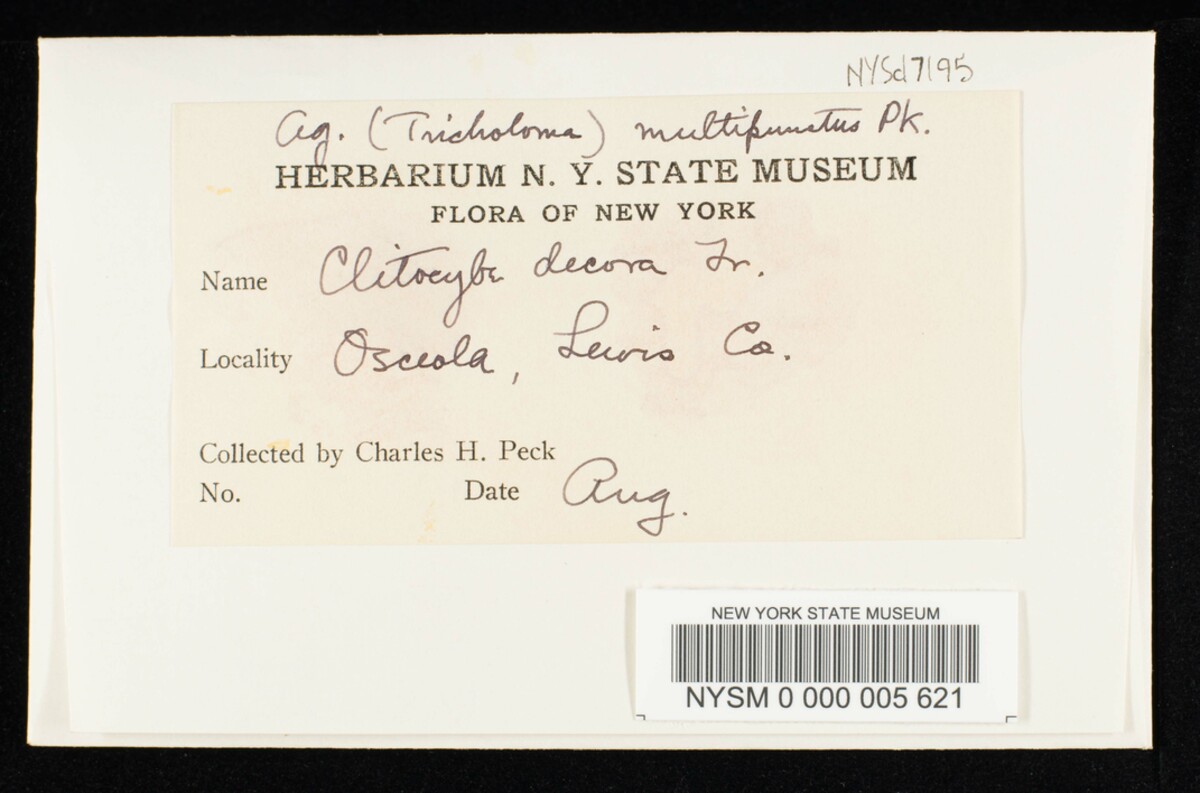 NYSd7195
Ag. (Tricholoma) multipunctus Pk.
HERBARIUM N. Y. STATE MUSEUM
FLORA OF NEW YORK
Name Clitocybe decora Fr.
Locality Osceola, Lewis Co.
Collected by Charles H. Peck
No. Date Aug.
NEW YORK STATE MUSEUM
NYSM 0 000 005 621